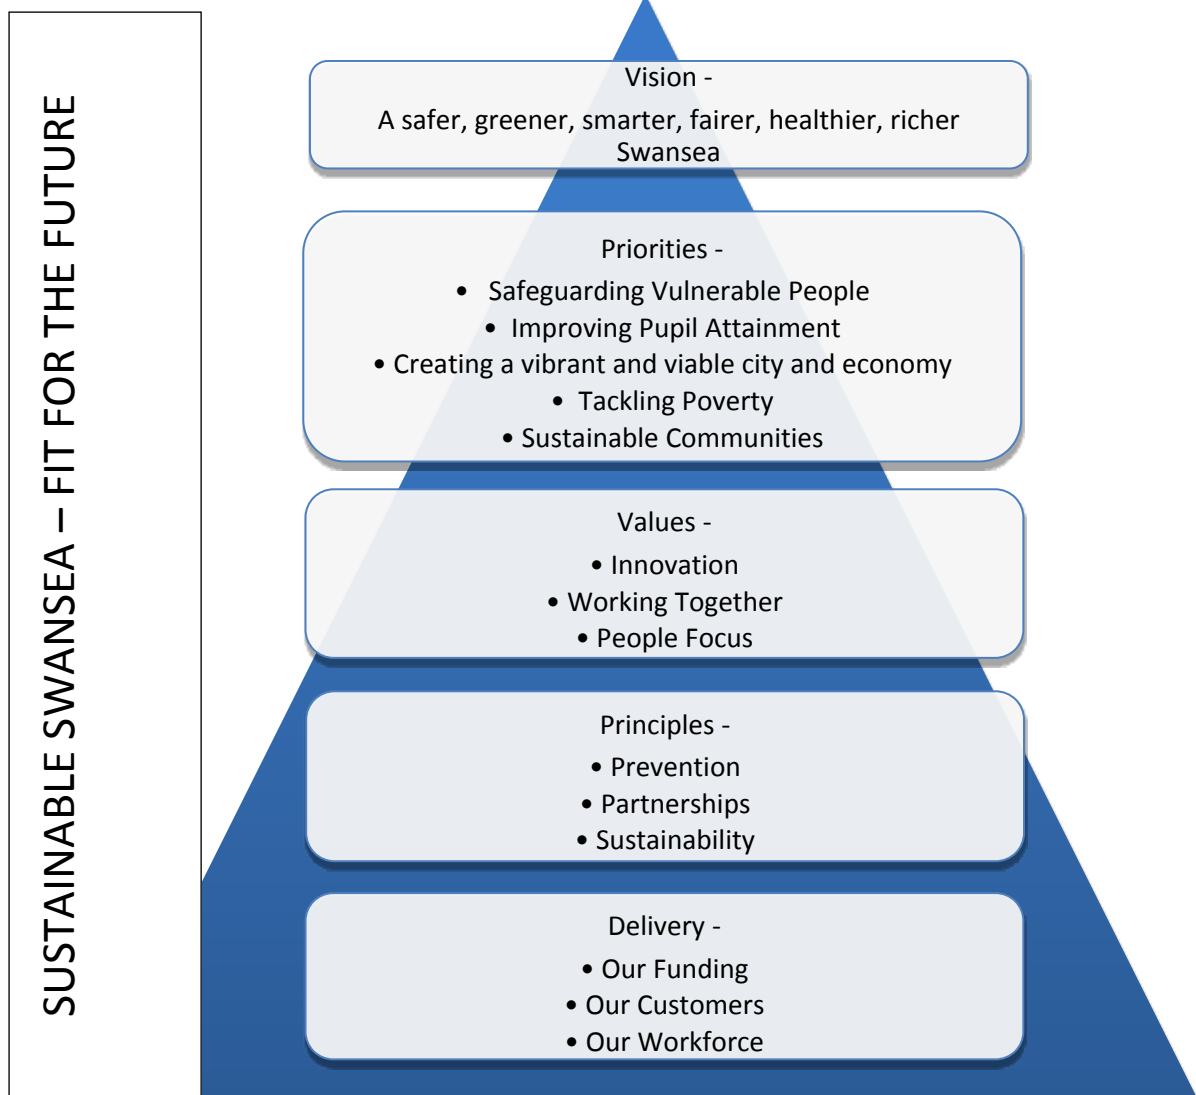 SUSTAINABLE SWANSEA – FIT FOR THE FUTURE
Vision -
A safer, greener, smarter, fairer, healthier, richer
Swansea
Priorities -
• Safeguarding Vulnerable People
• Improving Pupil Attainment
• Creating a vibrant and viable city and economy
• Tackling Poverty
• Sustainable Communities
Values -
• Innovation
• Working Together
• People Focus
Principles -
• Prevention
• Partnerships
• Sustainability
Delivery -
• Our Funding
• Our Customers
• Our Workforce